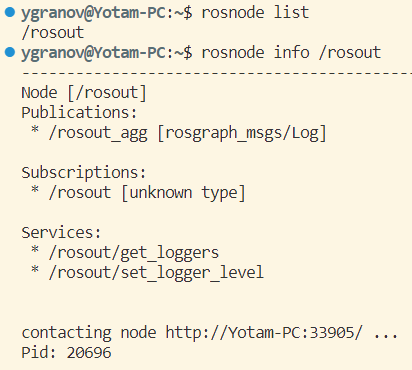 ygranov@Yotam-PC:~$ rosnode list
/rosout
ygranov@Yotam-PC:~$ rosnode info /rosout
--------------------------------------------------------------------------------
Node [/rosout]
Publications:
 * /rosout_agg [rosgraph_msgs/Log]

Subscriptions:
 * /rosout [unknown type]

Services:
 * /rosout/get_loggers
 * /rosout/set_logger_level


contacting node http://Yotam-PC:33905/ ...
Pid: 20696